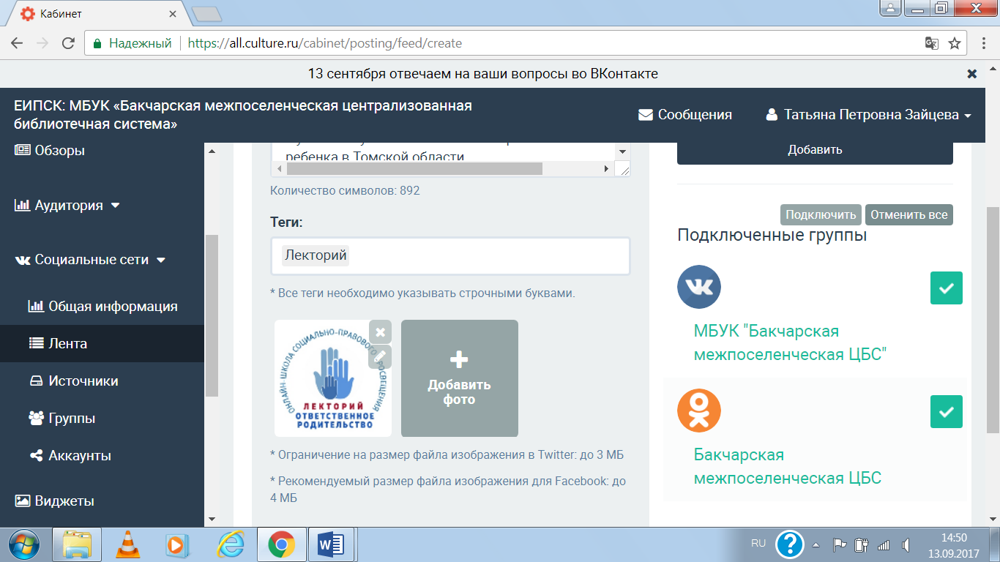 Кабинет
Надежный
https://all.culture.ru/cabinet/posting/feed/create
13 сентября отвечаем на ваши вопросы во ВКонтакте
ЕИПСК: МБУК «Бакчарская межпоселенческая централизованная
библиотечная система»
Сообщения
Татьяна Петровна Зайцева
Обзоры
Аудитория
Социальные сети
Общая информация
Лента
Источники
Группы
Аккаунты
Виджеты
ребенка в Томской области
Количество символов: 892
Теги:
Лекторий
* Все теги необходимо указывать строчными буквами.
ОНЛАЙН-ШКОЛА СОЦИАЛЬНО-ПРАВОВОГО
ЛЕКТОРИЙ
ОТВЕТСТВЕННОЕ
РОДИТЕЛЬСТВО
Добавить
фото
* Ограничение на размер файла изображения в Twitter: до 3 МБ
* Рекомендуемый размер файла изображения для Facebook: до
4 МБ
Добавить
Подключить
Отменить все
Подключенные группы
МБУК "Бакчарская
межпоселенческая ЦБС"
Бакчарская
межпоселенческая ЦБС
RU
14:50
13.09.2017